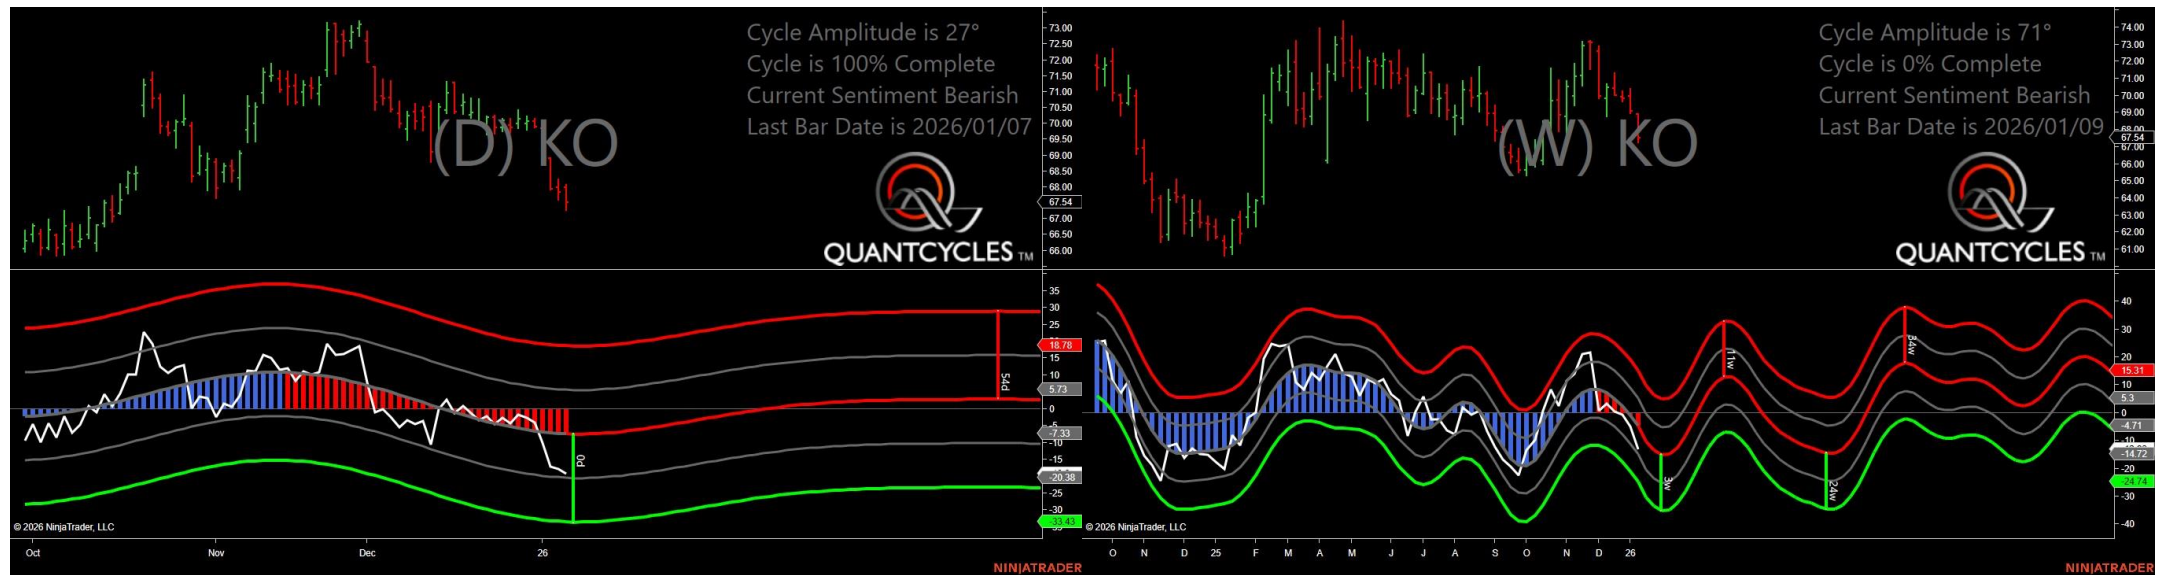 Cycle Amplitude is 27°
Cycle is 100% Complete
Current Sentiment Bearish
Last Bar Date is 2026/01/07
(D) KO
QUANTCYCLES TM
73.00
72.50
72.00
71.50
71.00
70.50
70.00
69.50
69.00
68.50
68.00
67.54
67.00
66.50
66.00
35
30
25
18.78
15
10
5.73
0
-5
-7.33
-10
-15
-20.38
-25
-30
-33.43
54d
0d
© 2026 NinjaTrader, LLC
Oct Nov Dec 26
NINJATRADER
Cycle Amplitude is 71°
Cycle is 0% Complete
Current Sentiment Bearish
Last Bar Date is 2026/01/09
(W) KO
QUANTCYCLES TM
74.00
73.00
72.00
71.00
70.00
69.00
68.00
67.54
67.00
66.00
65.00
64.00
63.00
62.00
61.00
40
30
20
15.31
10
5.3
0
-4.71
-10
-14.72
-20
-24.74
-30
-40
3w
11w
24w
34w
© 2026 NinjaTrader, LLC
O N D 25 F M A M J J A S O N D 26
NINJATRADER